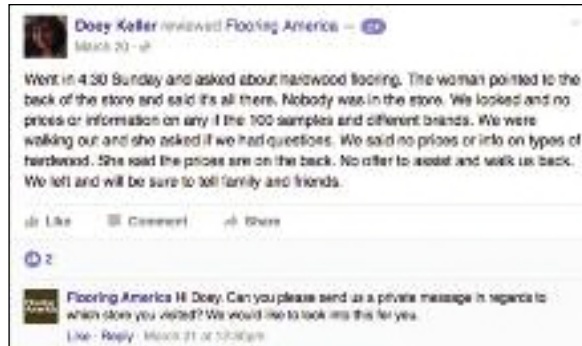 Doey Keller reviewed Flooring America —
March 20
Went in 4:30 Sunday and asked about hardwood flooring. The woman pointed to the
back of the store and said it's all there. Nobody was in the store. We looked and no
prices or information on any if the 100 samples and different brands. We were
walking out and she asked if we had questions. We said no prices or info on types of
hardwood. She said the prices are on the back. No offer to assist and walk us back.
We left and will be sure to tell family and friends.
Like Comment Share
2
Flooring America Hi Doey. Can you please send us a private message in regards to
which store you visited? We would like to look into this for you.
Like · Reply · March 21 at